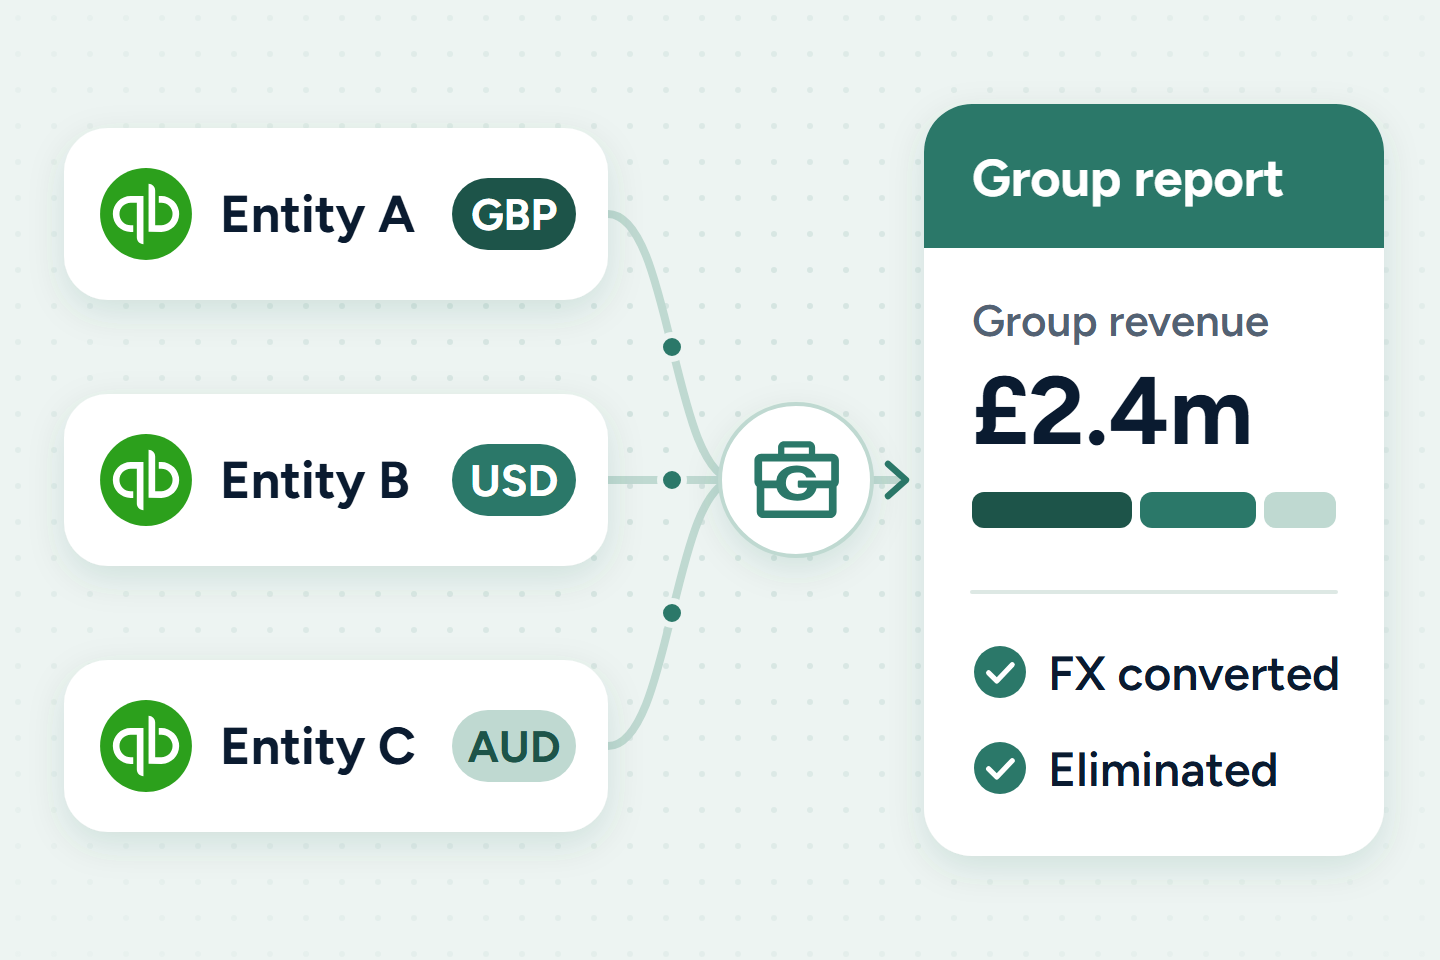 Entity A
GBP
Entity B
USD
Entity C
AUD
G
Group report
Group revenue
£2.4m
FX converted
Eliminated